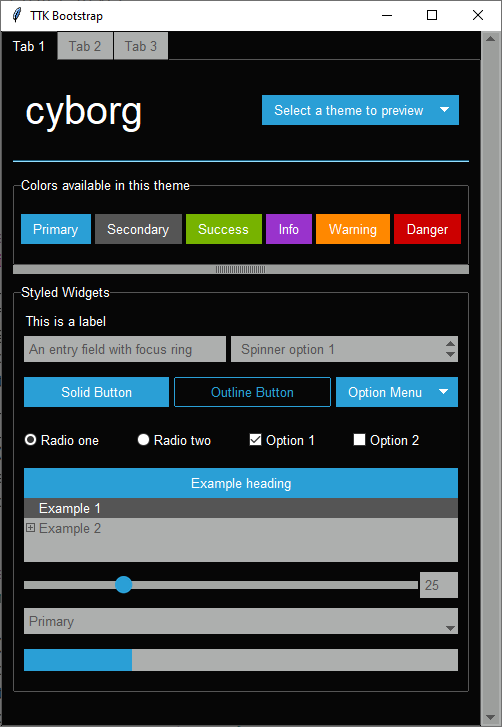 TTK Bootstrap
Tab 1 Tab 2 Tab 3
cyborg
Select a theme to preview
Colors available in this theme
Primary Secondary Success Info Warning Danger
Styled Widgets
This is a label
An entry field with focus ring Spinner option 1
Solid Button Outline Button Option Menu
Radio one Radio two Option 1 Option 2
Example heading
Example 1
Example 2
25
Primary